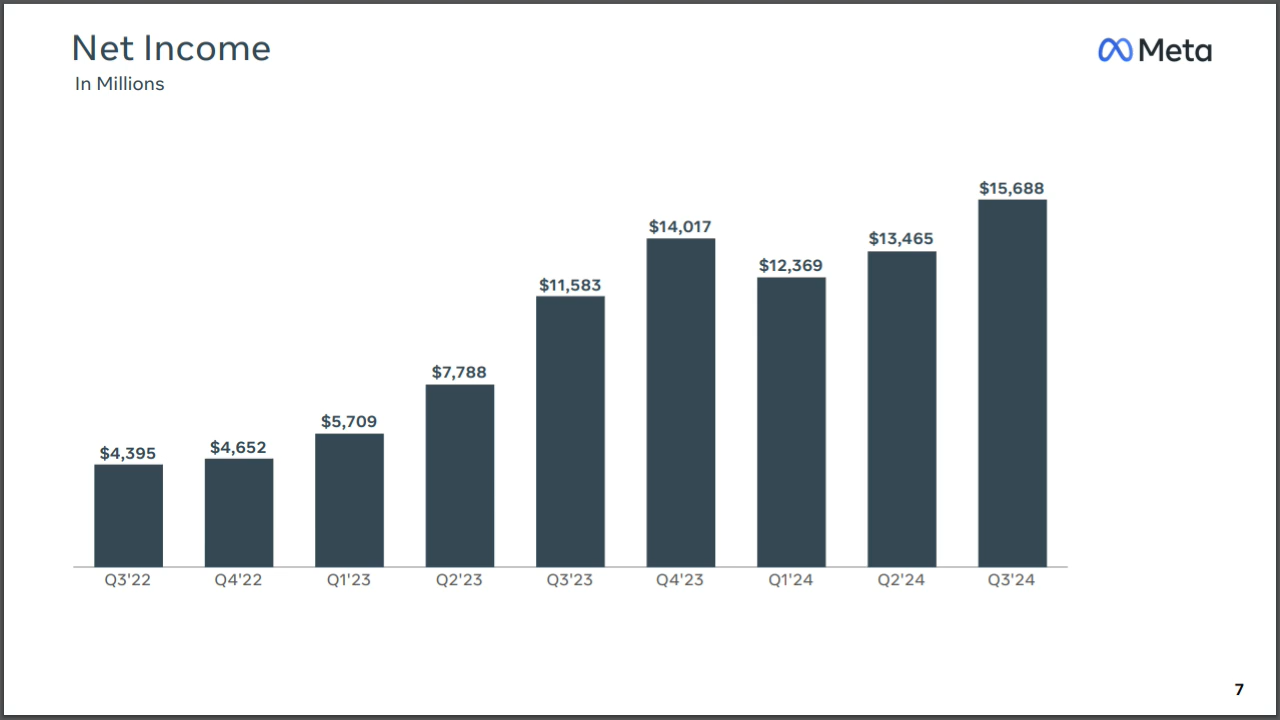 Net Income
Meta
In Millions
$15,688
$14,017
$13,465
$12,369
$11,583
$7,788
$5,709
$4,652
$4,395
Q3'22 Q4'22 Q1'23 Q2'23 Q3'23 Q4'23 Q1'24 Q2'24 Q3'24
7